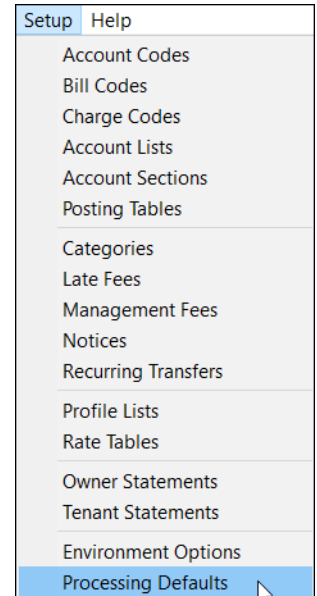 Setup Help
Account Codes
Bill Codes
Charge Codes
Account Lists
Account Sections
Posting Tables
Categories
Late Fees
Management Fees
Notices
Recurring Transfers
Profile Lists
Rate Tables
Owner Statements
Tenant Statements
Environment Options
Processing Defaults